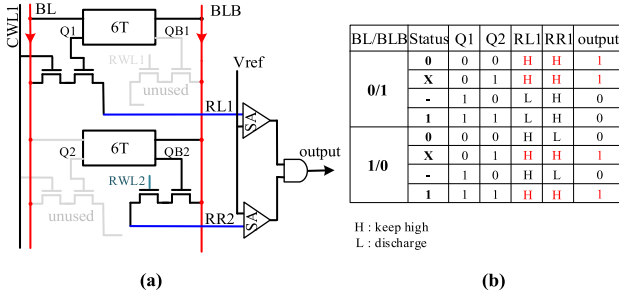 CWL1
BL
6T
BLB
Q1
QB1
RWL1
unused
Vref
RL1
SA
6T
Q2
QB2
RWL2
output
unused
RR2
SA
(a)
BL/BLB Status Q1 Q2 RL1 RR1 output
0/1
0 0 0 H H 1
X 0 1 H H 1
- 1 0 L H 0
1 1 1 L H 0
1/0
0 0 0 H L 0
X 0 1 H H 1
- 1 0 H L 0
1 1 1 H H 1
H : keep high
L : discharge
(b)